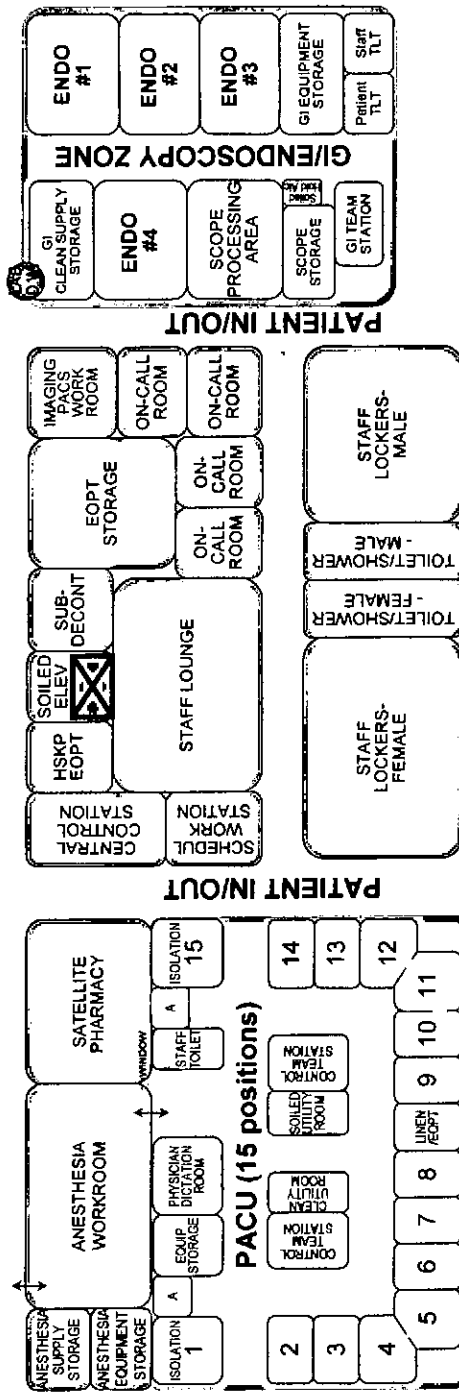 GI
CLEAN SUPPLY
STORAGE
ENDO
#4
SCOPE
PROCESSING
AREA
Soiled
Hold Alc
SCOPE
STORAGE
GI TEAM
STATION
GI/ENDOSCOPY ZONE
ENDO
#1
ENDO
#2
ENDO
#3
GI EQUIPMENT
STORAGE
Patient
TLT
Staff
TLT
PATIENT IN/OUT
IMAGING
PACS
WORK
ROOM
ON-CALL
ROOM
ON-CALL
ROOM
EQPT
STORAGE
ON-
CALL
ROOM
ON-
CALL
ROOM
SUB-
DECONT
SOILED
ELEV
HSKP
EQPT
STAFF LOUNGE
CENTRAL
CONTROL
STATION
SCHEDUL
WORK
STATION
STAFF
LOCKERS-
MALE
TOILET/SHOWER
- MALE
TOILET/SHOWER
- FEMALE
STAFF
LOCKERS-
FEMALE
PATIENT IN/OUT
SATELLITE
PHARMACY
WINDOW
ANESTHESIA
WORKROOM
ANESTHESIA
SUPPLY
STORAGE
ANESTHESIA
EQUIPMENT
STORAGE
ISOLATION
15
A
STAFF
TOILET
PHYSICIAN
DICTATION
ROOM
EQUIP
STORAGE
A
ISOLATION
1
PACU (15 positions)
CONTROL
TEAM
STATION
SOILED
UTILITY
ROOM
CLEAN
UTILITY
ROOM
CONTROL
TEAM
STATION
2
3
4
5
6
7
8
LINEN
/EQPT
9
10
11
12
13
14